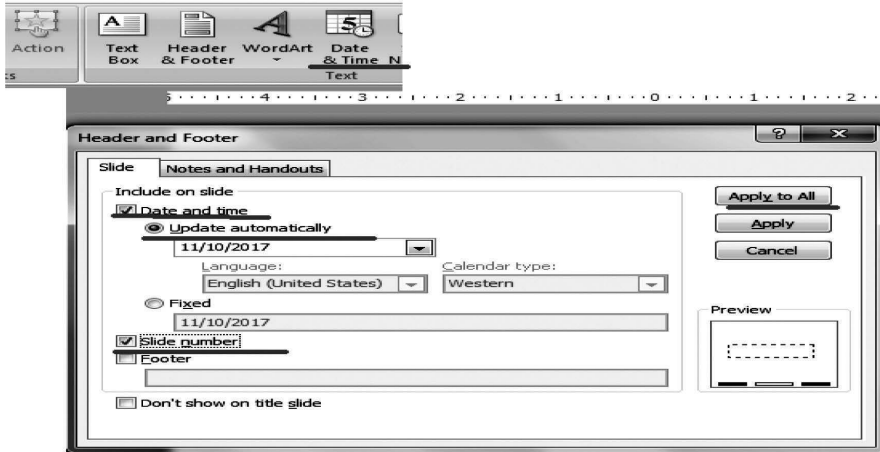 Action Text Header WordArt Date
Box & Footer & Time N
Text
5 4 3 2 1 0 1 2
Header and Footer
Slide Notes and Handouts
Include on slide
Date and time
Update automatically
11/10/2017
Language: Calendar type:
English (United States) Western
Fixed
11/10/2017
Slide number
Footer
Don't show on title slide
Apply to All
Apply
Cancel
Preview